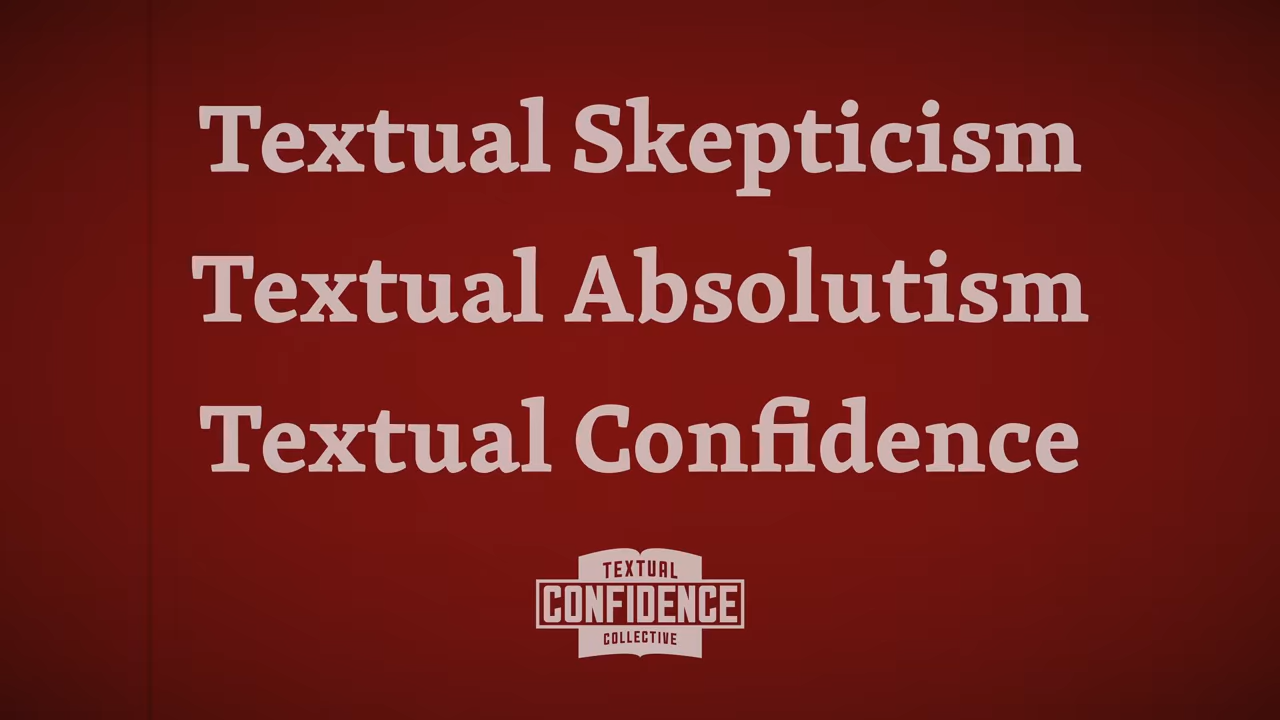 Textual Skepticism
Textual Absolutism
Textual Confidence
TEXTUAL
CONFIDENCE
COLLECTIVE